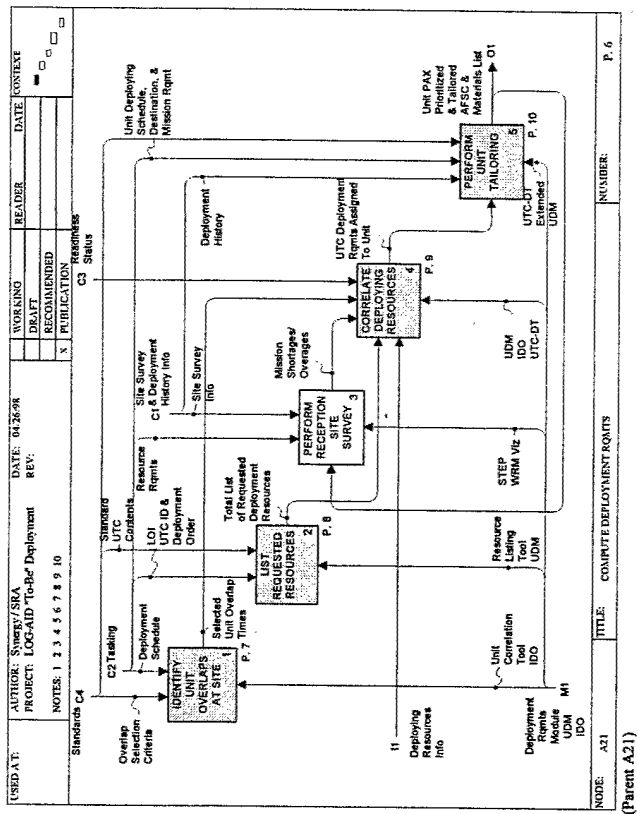 USED AT:
AUTHOR: Synergy/SRA
PROJECT: LOG-AID "To-Be" Deployment
NOTES: 1 2 3 4 5 6 7 8 9 10
DATE: 04/26/98
REV:
WORKING
DRAFT
RECOMMENDED
x PUBLICATION
READER
DATE
CONTEXT
Standards C4
C2 Tasking
Standard
UTC
Contents
Resource
Rqmts
Site Survey
C1 & Deployment
History Info
C3
Readiness
Status
Unit Deploying
Schedule,
Destination, &
Mission Rqmt
Overlap
Selection
Criteria
Deployment
Schedule
LOI
UTC ID &
Deployment
Order
Site Survey
Info
Deployment
History
IDENTIFY
UNIT
OVERLAPS
AT SITE
1
P. 7
Selected
Unit Overlap
Times
LIST
REQUESTED
RESOURCES
2
P. 8
Total List
of Requested
Deployment
Resources
PERFORM
RECEPTION
SITE
SURVEY
3
Mission
Shortages/
Overages
CORRELATE
DEPLOYING
RESOURCES
4
P. 9
UTC Deployment
Rqmts Assigned
To Unit
PERFORM
UNIT
TAILORING
5
P. 10
Unit PAX
Prioritized
& Tailored
AFSC &
Materials List
O1
I1
Deploying
Resources
Info
Unit
Correlation
Tool
IDO
Resource
Listing
Tool
UDM
STEP
WRM Viz
UDM
IDO
UTC-DT
UTC-DT
Extended
UDM
Deployment
Rqmts
Module
UDM
IDO
M1
NODE: A21
TITLE: COMPUTE DEPLOYMENT RQMTS
NUMBER:
P. 6
(Parent A21)